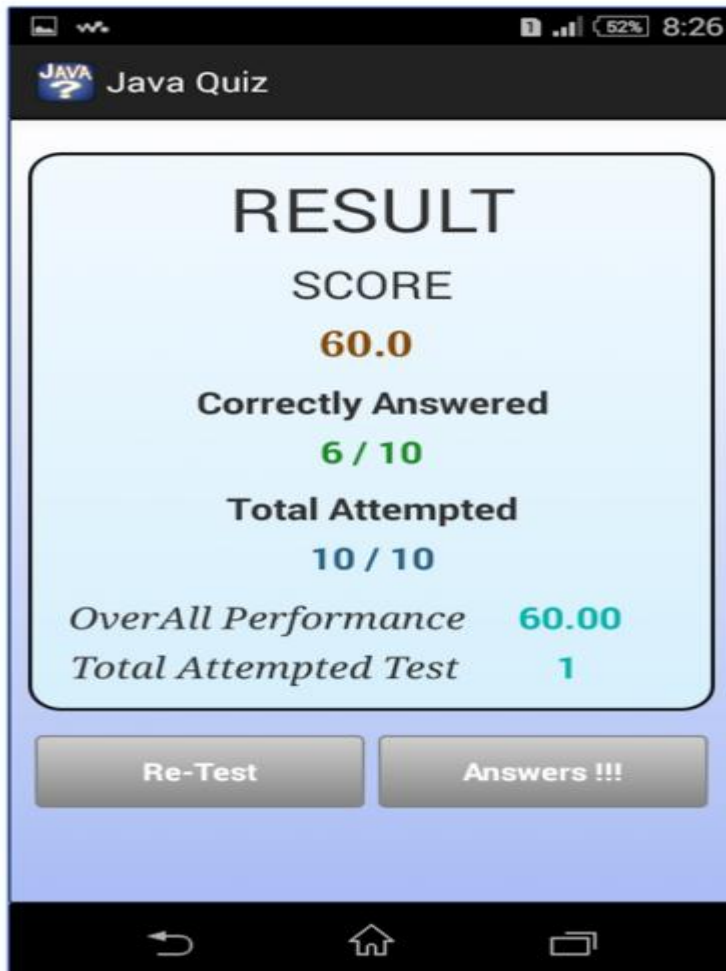 1 52% 8:26
JAVA
?
Java Quiz
RESULT
SCORE
60.0
Correctly Answered
6 / 10
Total Attempted
10 / 10
OverAll Performance 60.00
Total Attempted Test 1
Re-Test Answers !!!